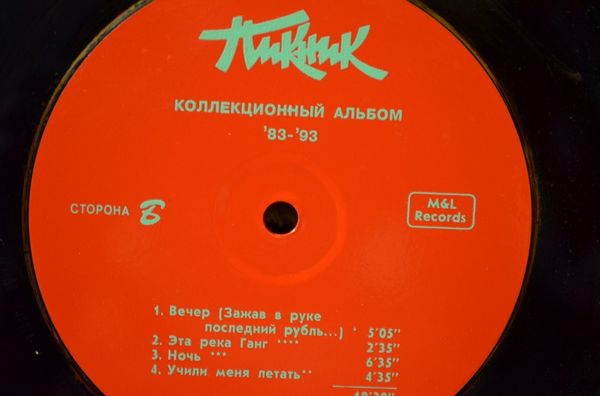 Пикник
КОЛЛЕКЦИОННЫЙ АЛЬБОМ
'83-'93
СТОРОНА Б
M&L
Records
1. Вечер (Зажав в руке
последний рубль...) * 5'05"
2. Эта река Ганг **** 2'35"
3. Ночь *** 6'35"
4. Учили меня летать ** 4'35"